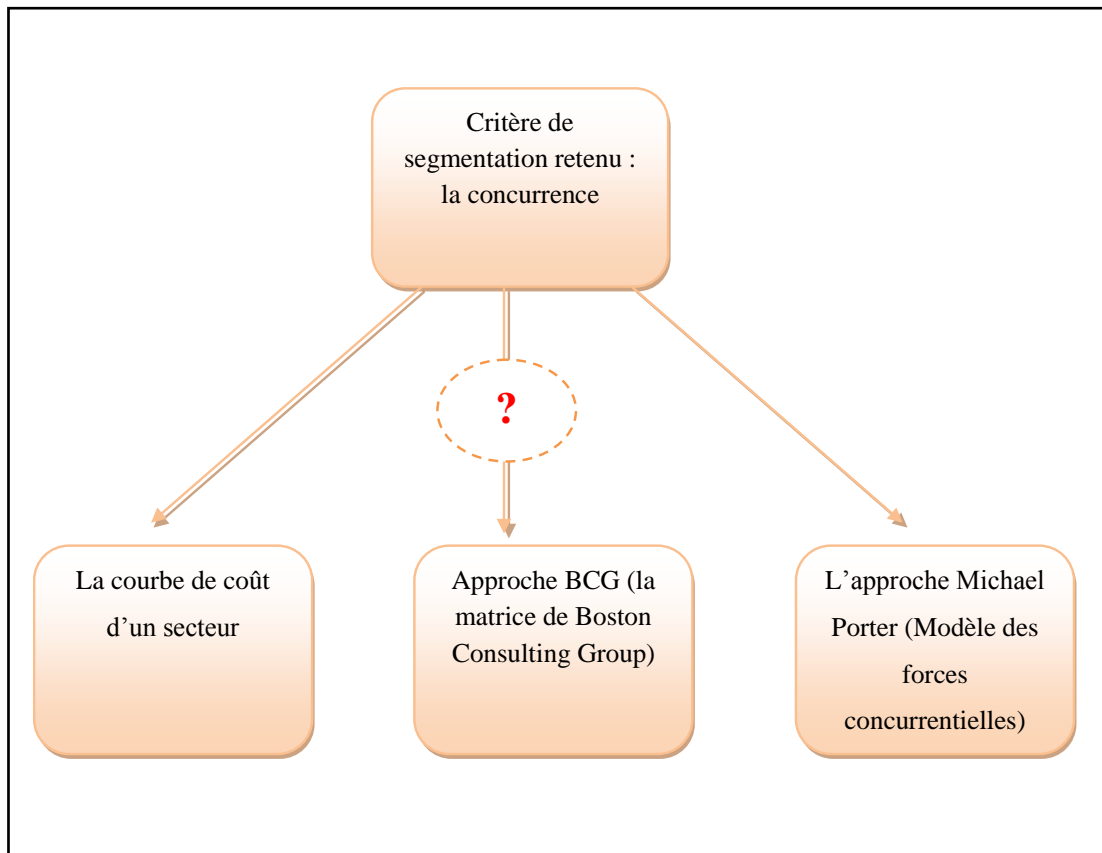 Critère de
segmentation retenu :
la concurrence
?
La courbe de coût
d’un secteur
Approche BCG (la
matrice de Boston
Consulting Group)
L’approche Michael
Porter (Modèle des
forces
concurrentielles)